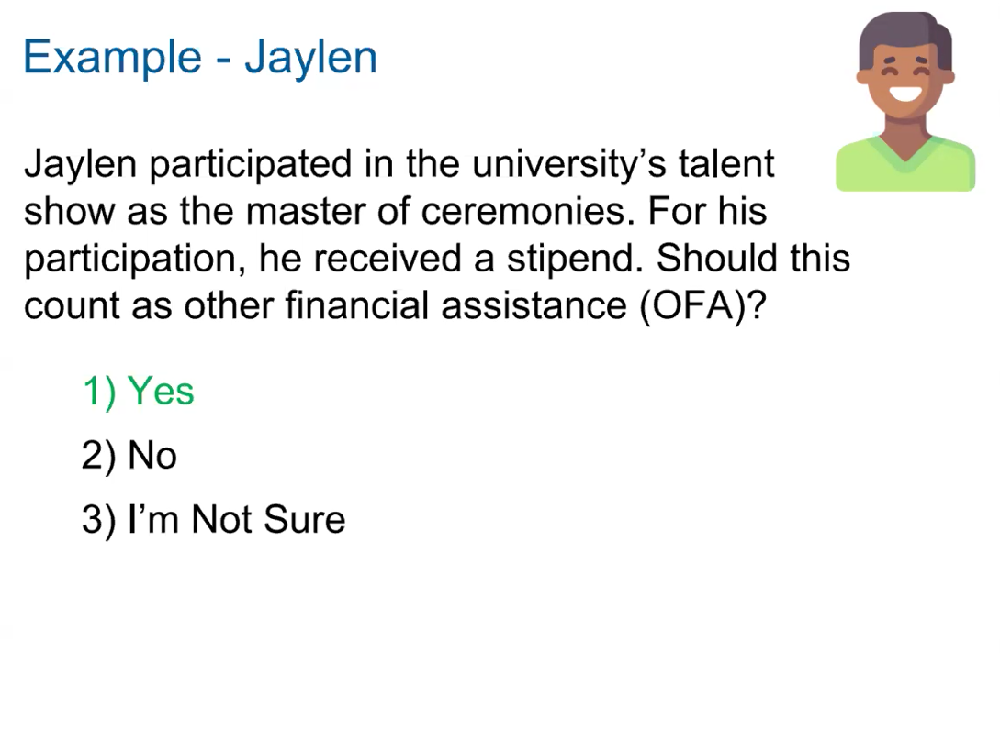 Example - Jaylen
Jaylen participated in the university’s talent
show as the master of ceremonies. For his
participation, he received a stipend. Should this
count as other financial assistance (OFA)?
1) Yes
2) No
3) I’m Not Sure